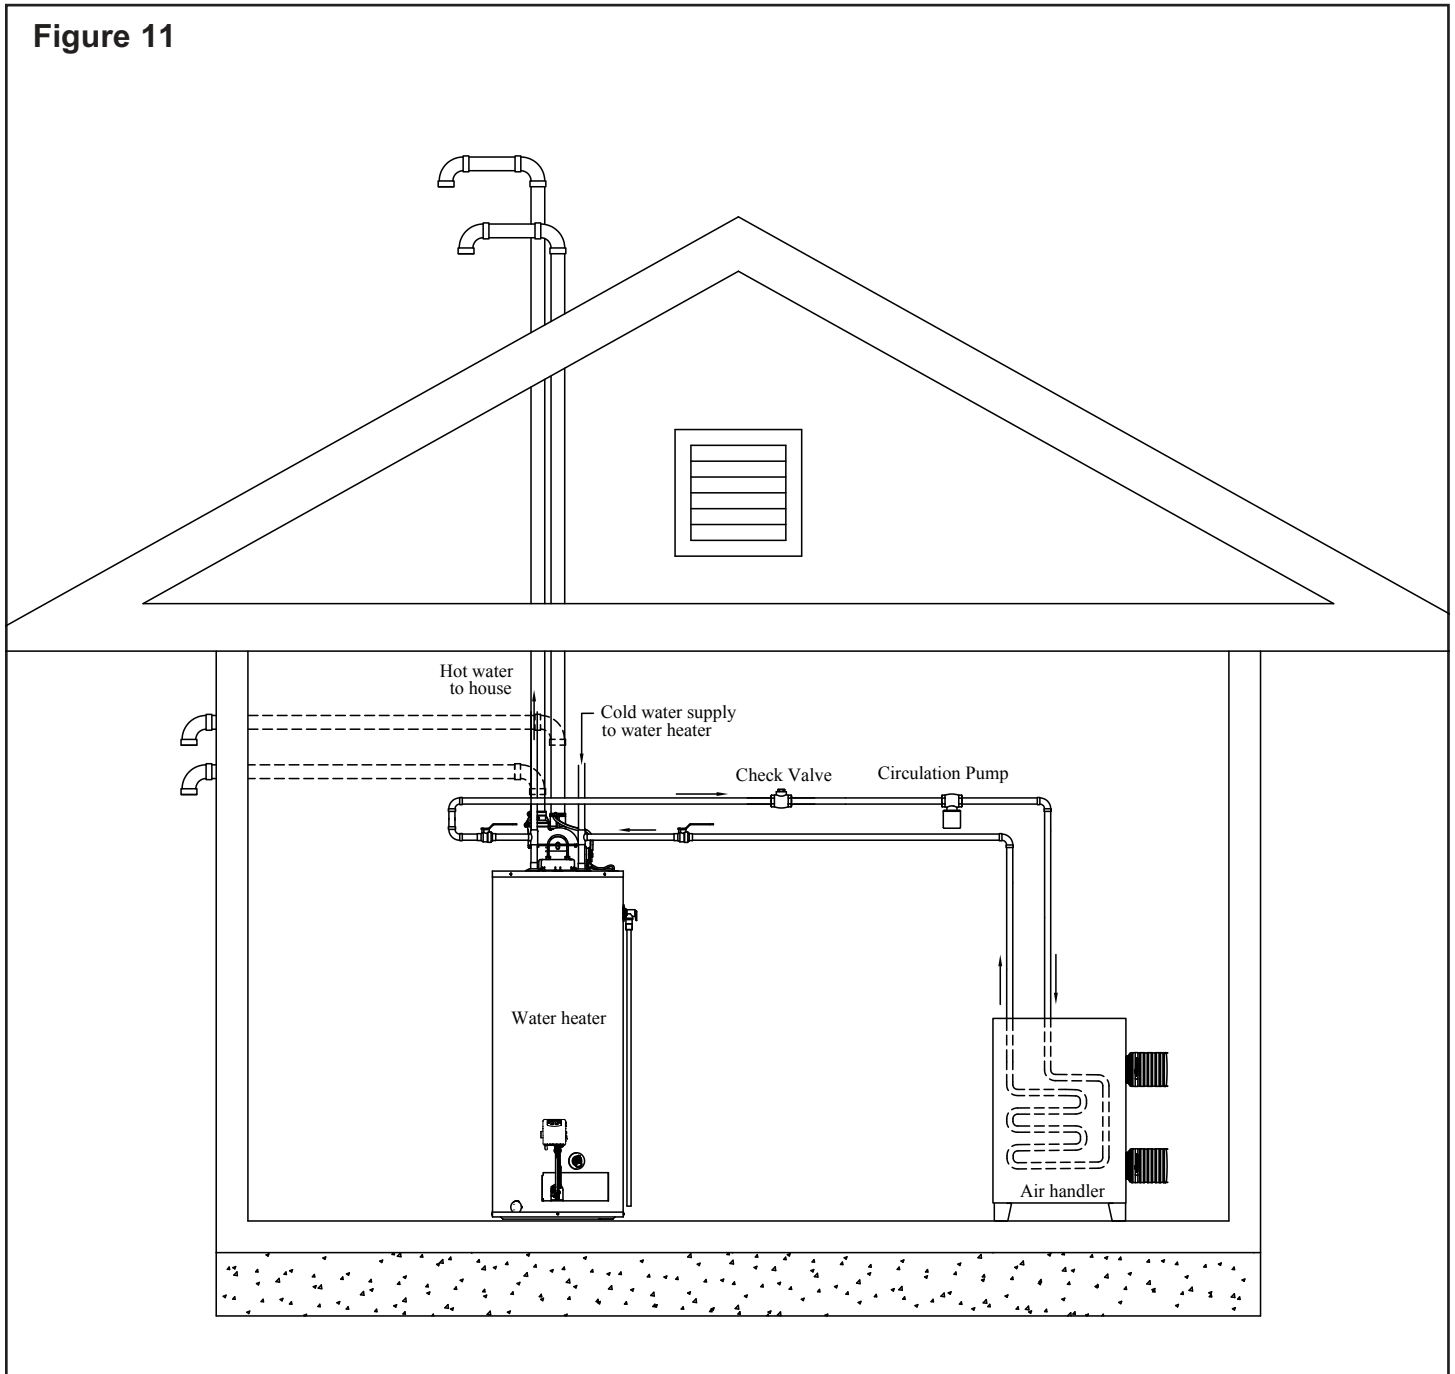 Figure 11
Hot water
to house
Cold water supply
to water heater
Check Valve
Circulation Pump
Water heater
Air handler